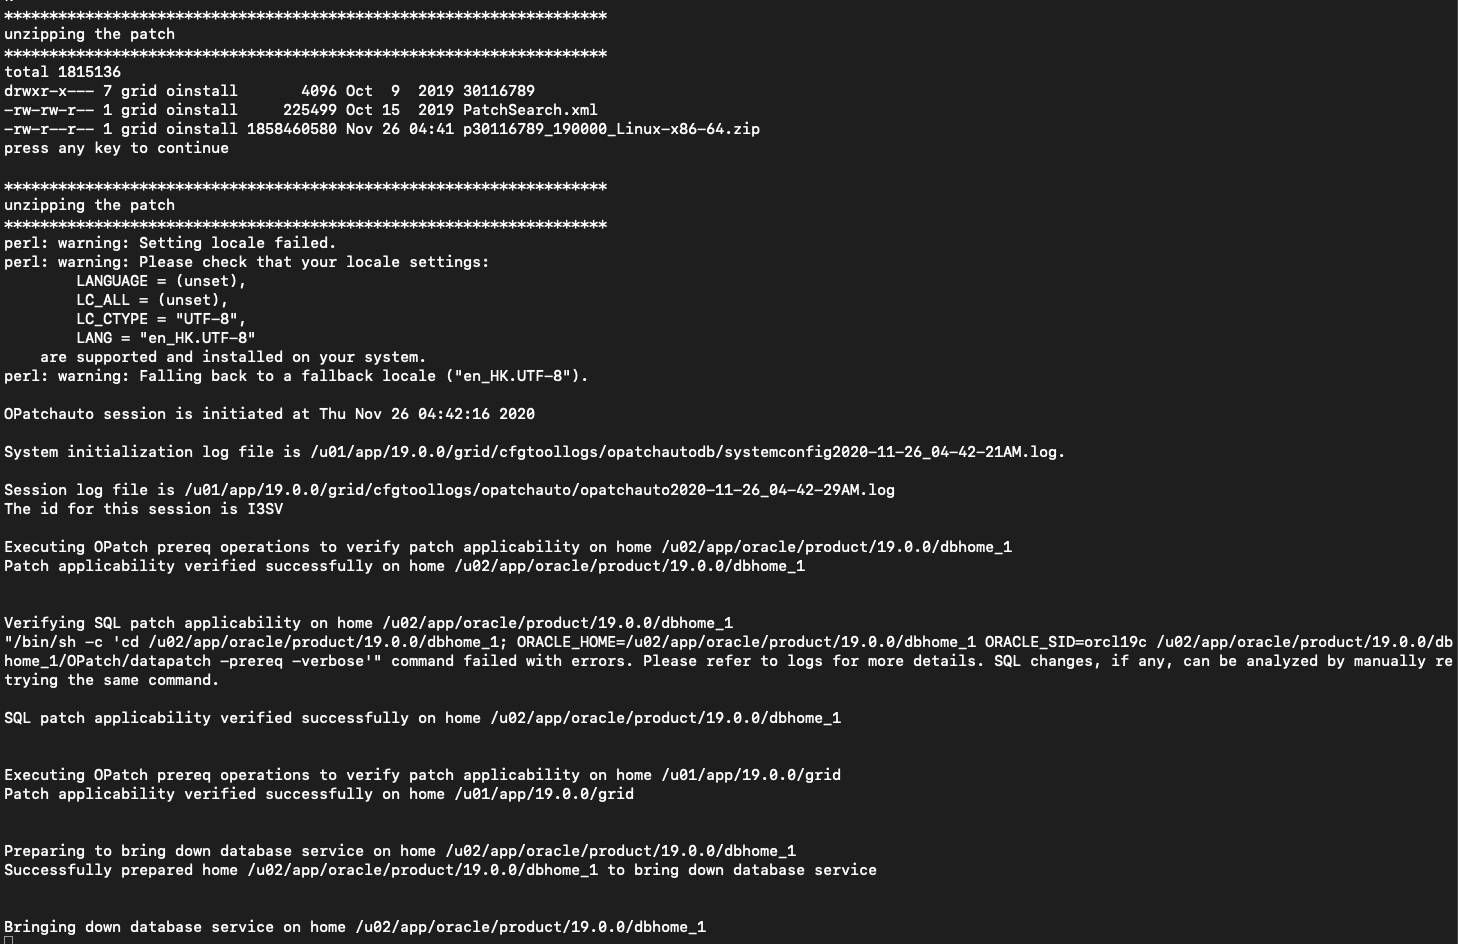 *******************************************************************
unzipping the patch
*******************************************************************
total 1815136
drwxr-x--- 7 grid oinstall       4096 Oct  9  2019 30116789
-rw-rw-r-- 1 grid oinstall     225499 Oct 15  2019 PatchSearch.xml
-rw-r--r-- 1 grid oinstall 1858460580 Nov 26 04:41 p30116789_190000_Linux-x86-64.zip
press any key to continue

*******************************************************************
unzipping the patch
*******************************************************************
perl: warning: Setting locale failed.
perl: warning: Please check that your locale settings:
        LANGUAGE = (unset),
        LC_ALL = (unset),
        LC_CTYPE = "UTF-8",
        LANG = "en_HK.UTF-8"
    are supported and installed on your system.
perl: warning: Falling back to a fallback locale ("en_HK.UTF-8").

OPatchauto session is initiated at Thu Nov 26 04:42:16 2020

System initialization log file is /u01/app/19.0.0/grid/cfgtoollogs/opatchautodb/systemconfig2020-11-26_04-42-21AM.log.

Session log file is /u01/app/19.0.0/grid/cfgtoollogs/opatchauto/opatchauto2020-11-26_04-42-29AM.log
The id for this session is I3SV

Executing OPatch prereq operations to verify patch applicability on home /u02/app/oracle/product/19.0.0/dbhome_1
Patch applicability verified successfully on home /u02/app/oracle/product/19.0.0/dbhome_1


Verifying SQL patch applicability on home /u02/app/oracle/product/19.0.0/dbhome_1
"/bin/sh -c 'cd /u02/app/oracle/product/19.0.0/dbhome_1; ORACLE_HOME=/u02/app/oracle/product/19.0.0/dbhome_1 ORACLE_SID=orcl19c /u02/app/oracle/product/19.0.0/db
home_1/OPatch/datapatch -prereq -verbose'" command failed with errors. Please refer to logs for more details. SQL changes, if any, can be analyzed by manually re
trying the same command.

SQL patch applicability verified successfully on home /u02/app/oracle/product/19.0.0/dbhome_1


Executing OPatch prereq operations to verify patch applicability on home /u01/app/19.0.0/grid
Patch applicability verified successfully on home /u01/app/19.0.0/grid


Preparing to bring down database service on home /u02/app/oracle/product/19.0.0/dbhome_1
Successfully prepared home /u02/app/oracle/product/19.0.0/dbhome_1 to bring down database service


Bringing down database service on home /u02/app/oracle/product/19.0.0/dbhome_1